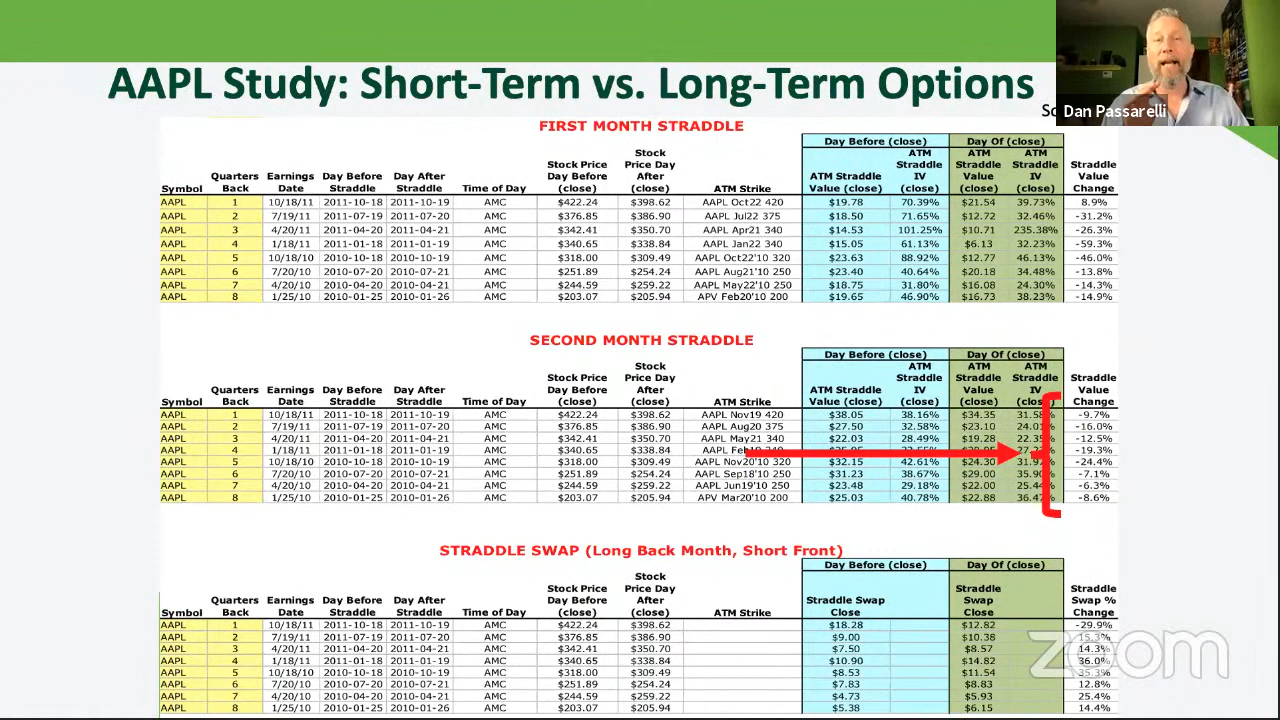 AAPL Study: Short-Term vs. Long-Term Options
So Dan Passarelli
FIRST MONTH STRADDLE
Day Before (close) Day Of (close)
Symbol Quarters Back Earnings Date Day Before Straddle Day After Straddle Time of Day Stock Price Day Before (close) Stock Price Day After (close) ATM Strike ATM Straddle Value (close) ATM Straddle IV (close) ATM Straddle Value (close) ATM Straddle IV (close) Straddle Value Change
AAPL 1 10/18/11 2011-10-18 2011-10-19 AMC $422.24 $398.62 AAPL Oct22 420 $19.78 70.39% $21.54 39.73% 8.9%
AAPL 2 7/19/11 2011-07-19 2011-07-20 AMC $376.85 $386.90 AAPL Jul22 375 $18.50 71.65% $12.72 32.46% -31.2%
AAPL 3 4/20/11 2011-04-20 2011-04-21 AMC $342.41 $350.70 AAPL Apr21 340 $14.53 101.25% $10.71 235.38% -26.3%
AAPL 4 1/18/11 2011-01-18 2011-01-19 AMC $340.65 $338.84 AAPL Jan22 340 $15.05 61.13% $6.13 32.23% -59.3%
AAPL 5 10/18/10 2010-10-18 2010-10-19 AMC $318.00 $309.49 AAPL Oct22'10 320 $23.63 88.92% $12.77 46.13% -46.0%
AAPL 6 7/20/10 2010-07-20 2010-07-21 AMC $251.89 $254.24 AAPL Aug21'10 250 $23.40 40.64% $20.18 34.48% -13.8%
AAPL 7 4/20/10 2010-04-20 2010-04-21 AMC $244.59 $259.22 AAPL May22'10 250 $18.75 31.80% $16.08 24.30% -14.3%
AAPL 8 1/25/10 2010-01-25 2010-01-26 AMC $203.07 $205.94 APV Feb20'10 200 $19.65 46.90% $16.73 38.23% -14.9%
SECOND MONTH STRADDLE
Day Before (close) Day Of (close)
Symbol Quarters Back Earnings Date Day Before Straddle Day After Straddle Time of Day Stock Price Day Before (close) Stock Price Day After (close) ATM Strike ATM Straddle Value (close) ATM Straddle IV (close) ATM Straddle Value (close) ATM Straddle IV (close) Straddle Value Change
AAPL 1 10/18/11 2011-10-18 2011-10-19 AMC $422.24 $398.62 AAPL Nov19 420 $38.05 38.16% $34.35 31.58% -9.7%
AAPL 2 7/19/11 2011-07-19 2011-07-20 AMC $376.85 $386.90 AAPL Aug20 375 $27.50 32.58% $23.10 24.01% -16.0%
AAPL 3 4/20/11 2011-04-20 2011-04-21 AMC $342.41 $350.70 AAPL May21 340 $22.03 28.49% $19.28 -12.5%
AAPL 4 1/18/11 2011-01-18 2011-01-19 AMC $340.65 $338.84 AAPL -19.3%
AAPL 5 10/18/10 2010-10-18 2010-10-19 AMC $318.00 $309.49 AAPL Nov20'10 320 $32.15 42.61% $24.30 -24.4%
AAPL 6 7/20/10 2010-07-20 2010-07-21 AMC $251.89 $254.24 AAPL Sep18'10 250 $31.23 38.67% $29.00 -7.1%
AAPL 7 4/20/10 2010-04-20 2010-04-21 AMC $244.59 $259.22 AAPL Jun19'10 250 $23.48 29.18% $22.00 -6.3%
AAPL 8 1/25/10 2010-01-25 2010-01-26 AMC $203.07 $205.94 APV Mar20'10 200 $25.03 40.78% $22.88 -8.6%
STRADDLE SWAP (Long Back Month, Short Front)
Day Before (close) Day Of (close)
Symbol Quarters Back Earnings Date Day Before Straddle Day After Straddle Time of Day Stock Price Day Before (close) Stock Price Day After (close) ATM Strike Straddle Swap Close Straddle Swap Close Straddle Swap % Change
AAPL 1 10/18/11 2011-10-18 2011-10-19 AMC $422.24 $398.62 $18.28 $12.82 -29.9%
AAPL 2 7/19/11 2011-07-19 2011-07-20 AMC $376.85 $386.90 $9.00 $10.38 15.3%
AAPL 3 4/20/11 2011-04-20 2011-04-21 AMC $342.41 $350.70 $7.50 $8.57 14.3%
AAPL 4 1/18/11 2011-01-18 2011-01-19 AMC $340.65 $338.84 $10.90 $14.82 36.0%
AAPL 5 10/18/10 2010-10-18 2010-10-19 AMC $318.00 $309.49 $8.53 $11.54 35.3%
AAPL 6 7/20/10 2010-07-20 2010-07-21 AMC $251.89 $254.24 $7.83 $8.83 12.8%
AAPL 7 4/20/10 2010-04-20 2010-04-21 AMC $244.59 $259.22 $4.73 $5.93 25.4%
AAPL 8 1/25/10 2010-01-25 2010-01-26 AMC $203.07 $205.94 $5.38 $6.15 14.4%
zoom